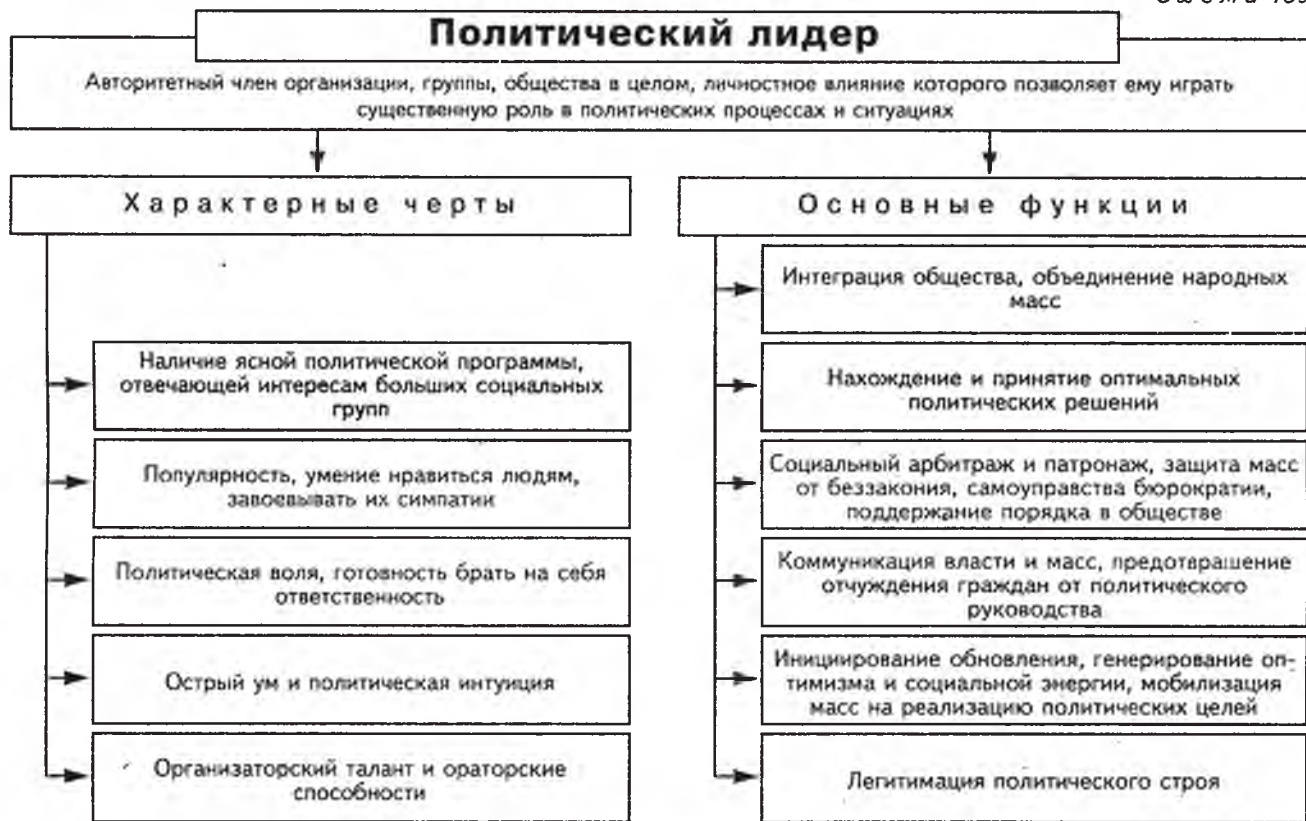 Политический лидер
Авторитетный член организации, группы, общества в целом, личностное влияние которого позволяет ему играть
существенную роль в политических процессах и ситуациях
Характерные черты
Наличие ясной политической программы,
отвечающей интересам больших социальных
групп
Популярность, умение нравиться людям,
завоевывать их симпатии
Политическая воля, готовность брать на себя
ответственность
Острый ум и политическая интуиция
Организаторский талант и ораторские
способности
Основные функции
Интеграция общества, объединение народных
масс
Нахождение и принятие оптимальных
политических решений
Социальный арбитраж и патронаж, защита масс
от беззакония, самоуправства бюрократии,
поддержание порядка в обществе
Коммуникация власти и масс, предотвращение
отчуждения граждан от политического
руководства
Инициирование обновления, генерирование оп-
тимизма и социальной энергии, мобилизация
масс на реализацию политических целей
Легитимация политического строя